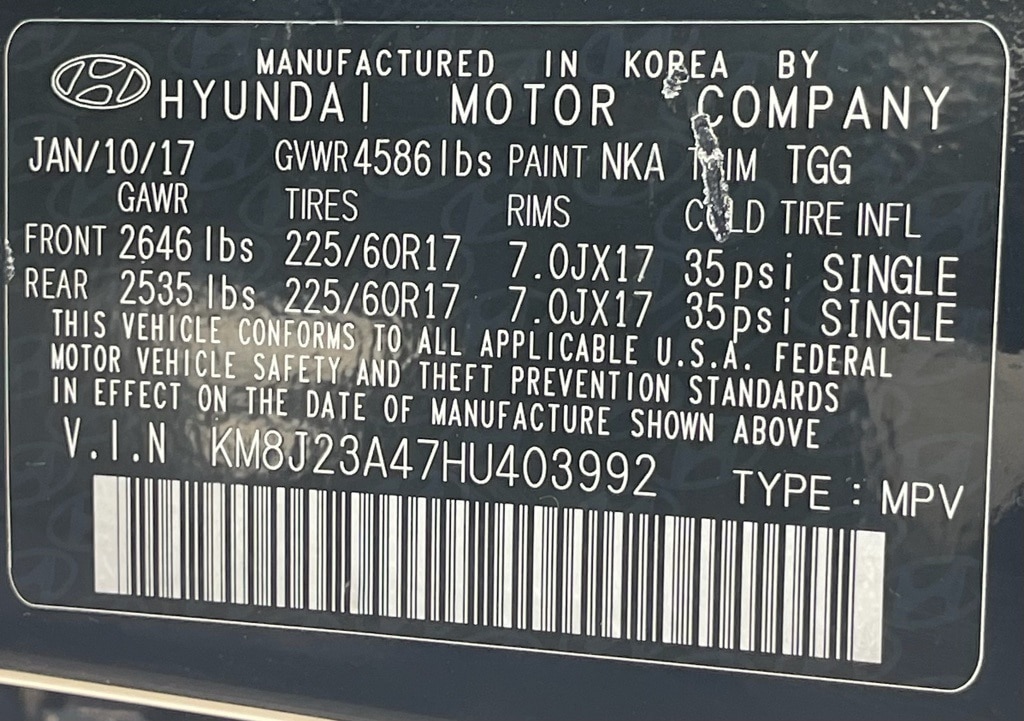 MANUFACTURED IN KOREA BY
HYUNDAI MOTOR COMPANY
JAN/10/17 GVWR 4586 lbs PAINT NKA TRIM TGG
GAWR TIRES RIMS COLD TIRE INFL
FRONT 2646 lbs 225/60R17 7.0JX17 35psi SINGLE
REAR 2535 lbs 225/60R17 7.0JX17 35psi SINGLE
THIS VEHICLE CONFORMS TO ALL APPLICABLE U.S.A. FEDERAL
MOTOR VEHICLE SAFETY AND THEFT PREVENTION STANDARDS
IN EFFECT ON THE DATE OF MANUFACTURE SHOWN ABOVE
V.I.N KM8J23A47HU403992 TYPE : MPV